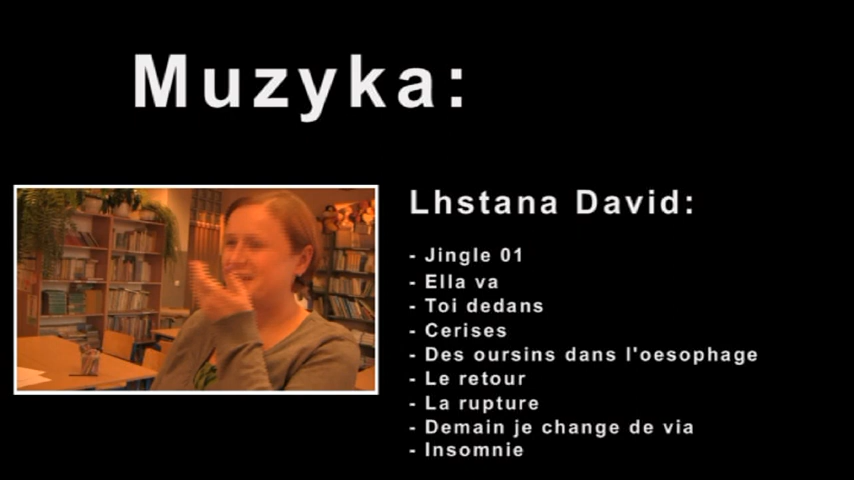 Muzyka:
Lhstana David:
- Jingle 01
- Ella va
- Toi dedans
- Cerises
- Des oursins dans l'oesophage
- Le retour
- La rupture
- Demain je change de via
- Insomnie